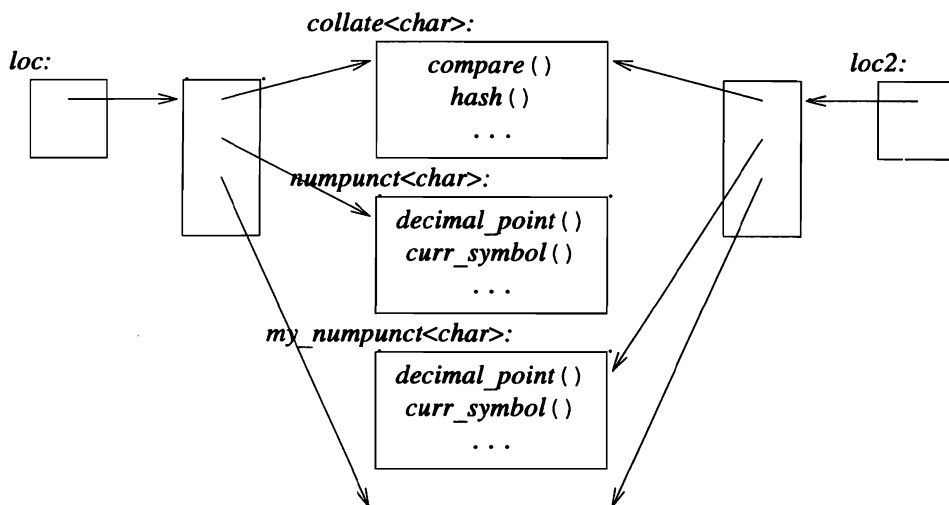 collate<char>:
loc:
loc2:
compare()
hash()
...
numpunct<char>:
decimal_point()
curr_symbol()
...
my_numpunct<char>:
decimal_point()
curr_symbol()
...